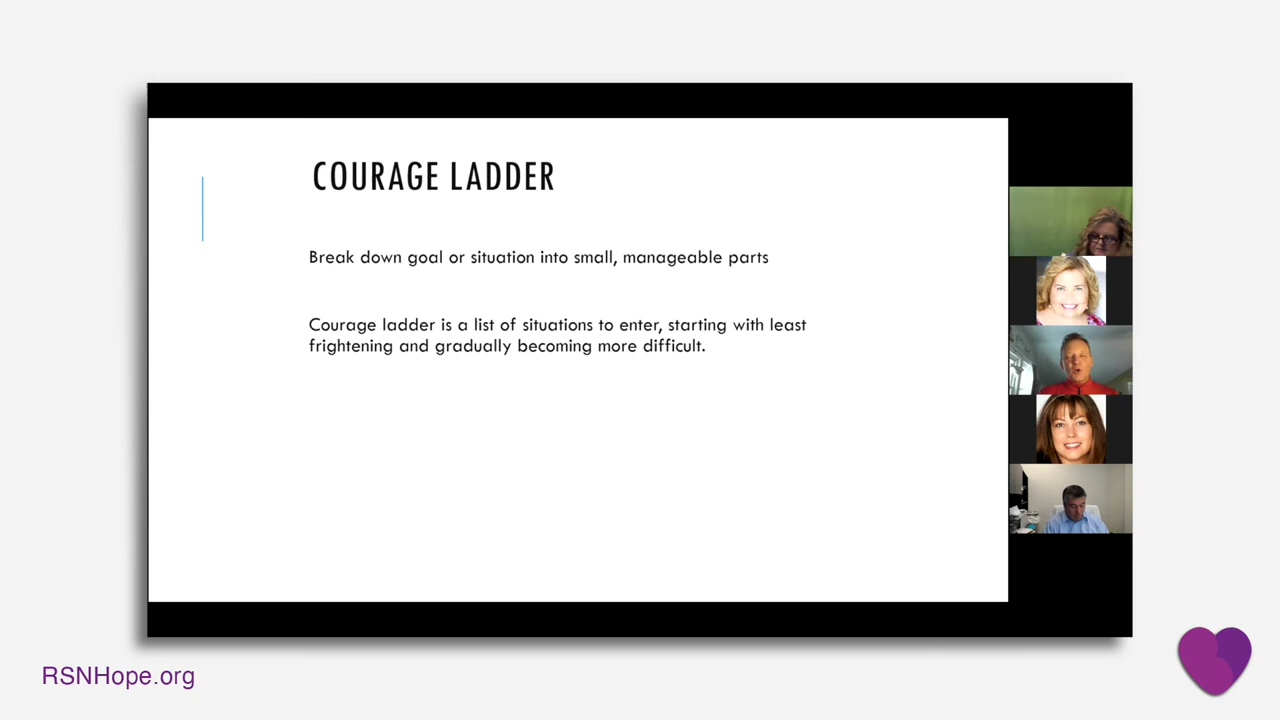 COURAGE LADDER
Break down goal or situation into small, manageable parts
Courage ladder is a list of situations to enter, starting with least
frightening and gradually becoming more difficult.
RSNHope.org